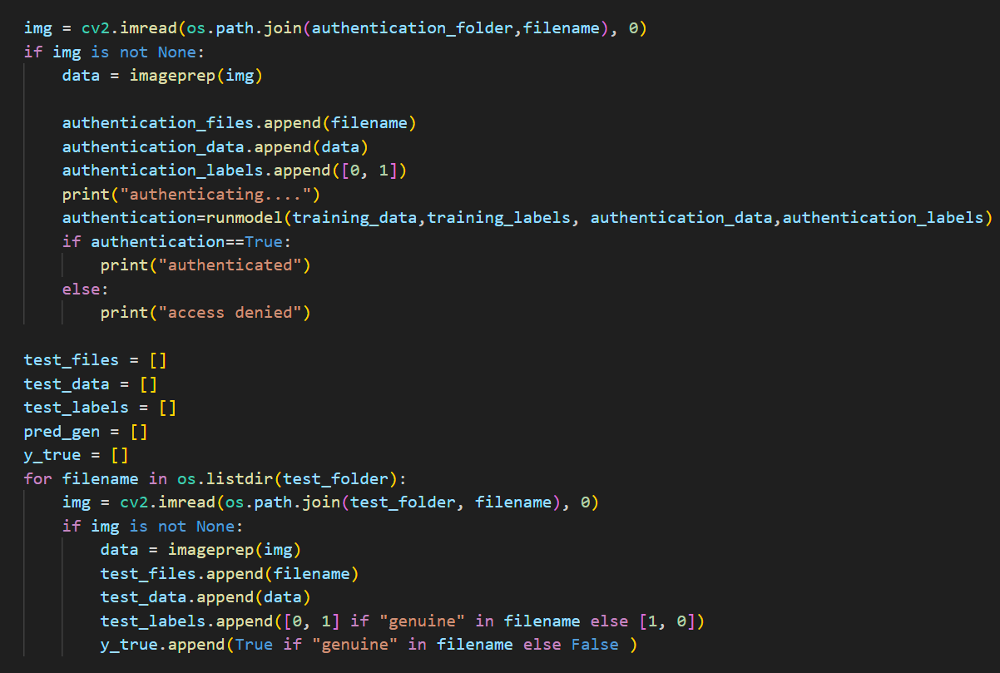 img = cv2.imread(os.path.join(authentication_folder,filename), 0)
if img is not None:
    data = imageprep(img)

    authentication_files.append(filename)
    authentication_data.append(data)
    authentication_labels.append([0, 1])
    print("authenticating....")
    authentication=runmodel(training_data,training_labels, authentication_data,authentication_labels)
    if authentication==True:
        print("authenticated")
    else:
        print("access denied")

test_files = []
test_data = []
test_labels = []
pred_gen = []
y_true = []
for filename in os.listdir(test_folder):
    img = cv2.imread(os.path.join(test_folder, filename), 0)
    if img is not None:
        data = imageprep(img)
        test_files.append(filename)
        test_data.append(data)
        test_labels.append([0, 1] if "genuine" in filename else [1, 0])
        y_true.append(True if "genuine" in filename else False )